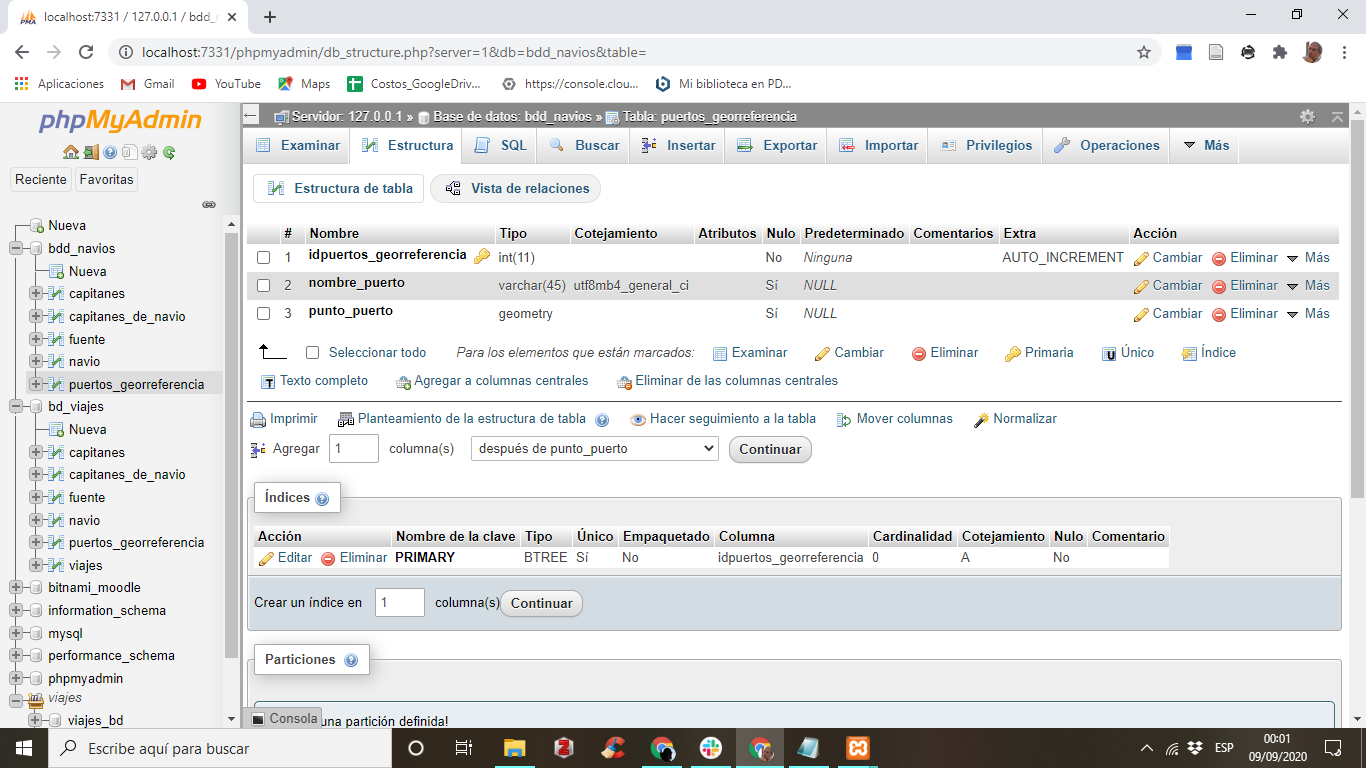 localhost:7331 / 127.0.0.1 / bdd_
localhost:7331/phpmyadmin/db_structure.php?server=1&db=bdd_navios&table=
Aplicaciones Gmail YouTube Maps Costos_GoogleDriv... https://console.clou... Mi biblioteca en PD...
phpMyAdmin
Reciente Favoritas
Nueva
bdd_navios
Nueva
capitanes
capitanes_de_navio
fuente
navio
puertos_georreferencia
bd_viajes
Nueva
capitanes
capitanes_de_navio
fuente
navio
puertos_georreferencia
viajes
bitnami_moodle
information_schema
mysql
performance_schema
phpmyadmin
viajes
viajes_bd
Servidor: 127.0.0.1 » Base de datos: bdd_navios » Tabla: puertos_georreferencia
Examinar Estructura SQL Buscar Insertar Exportar Importar Privilegios Operaciones Más
Estructura de tabla Vista de relaciones
# Nombre Tipo Cotejamiento Atributos Nulo Predeterminado Comentarios Extra Acción
1 idpuertos_georreferencia int(11) No Ninguna AUTO_INCREMENT Cambiar Eliminar Más
2 nombre_puerto varchar(45) utf8mb4_general_ci Sí NULL Cambiar Eliminar Más
3 punto_puerto geometry Sí NULL Cambiar Eliminar Más
Seleccionar todo Para los elementos que están marcados: Examinar Cambiar Eliminar Primaria Único Índice
Texto completo Agregar a columnas centrales Eliminar de las columnas centrales
Imprimir Planteamiento de la estructura de tabla Hacer seguimiento a la tabla Mover columnas Normalizar
Agregar 1 columna(s) después de punto_puerto Continuar
Índices
Acción Nombre de la clave Tipo Único Empaquetado Columna Cardinalidad Cotejamiento Nulo Comentario
Editar Eliminar PRIMARY BTREE Sí No idpuertos_georreferencia 0 A No
Crear un índice en 1 columna(s) Continuar
Particiones
Consola una partición definida!
Escribe aquí para buscar
ESP
00:01
09/09/2020